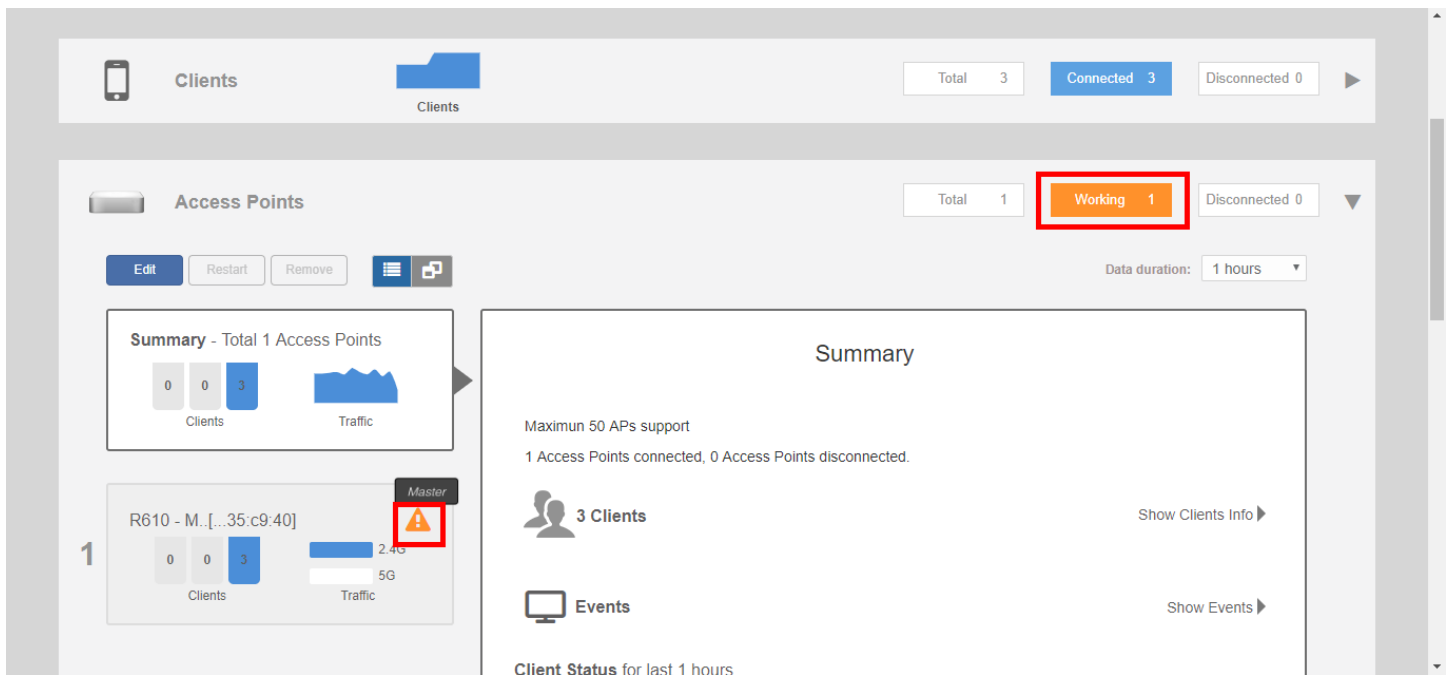 Clients
Clients
Total 3
Connected 3
Disconnected 0
Access Points
Total 1
Working 1
Disconnected 0
Edit
Restart
Remove
Data duration: 1 hours
Summary - Total 1 Access Points
0 0 3
Clients
Traffic
Summary
Maximun 50 APs support
1 Access Points connected, 0 Access Points disconnected.
3 Clients
Show Clients Info
Events
Show Events
Client Status for last 1 hours
Master
1
R610 - M..[...35:c9:40]
0 0 3
2.4G
5G
Clients
Traffic